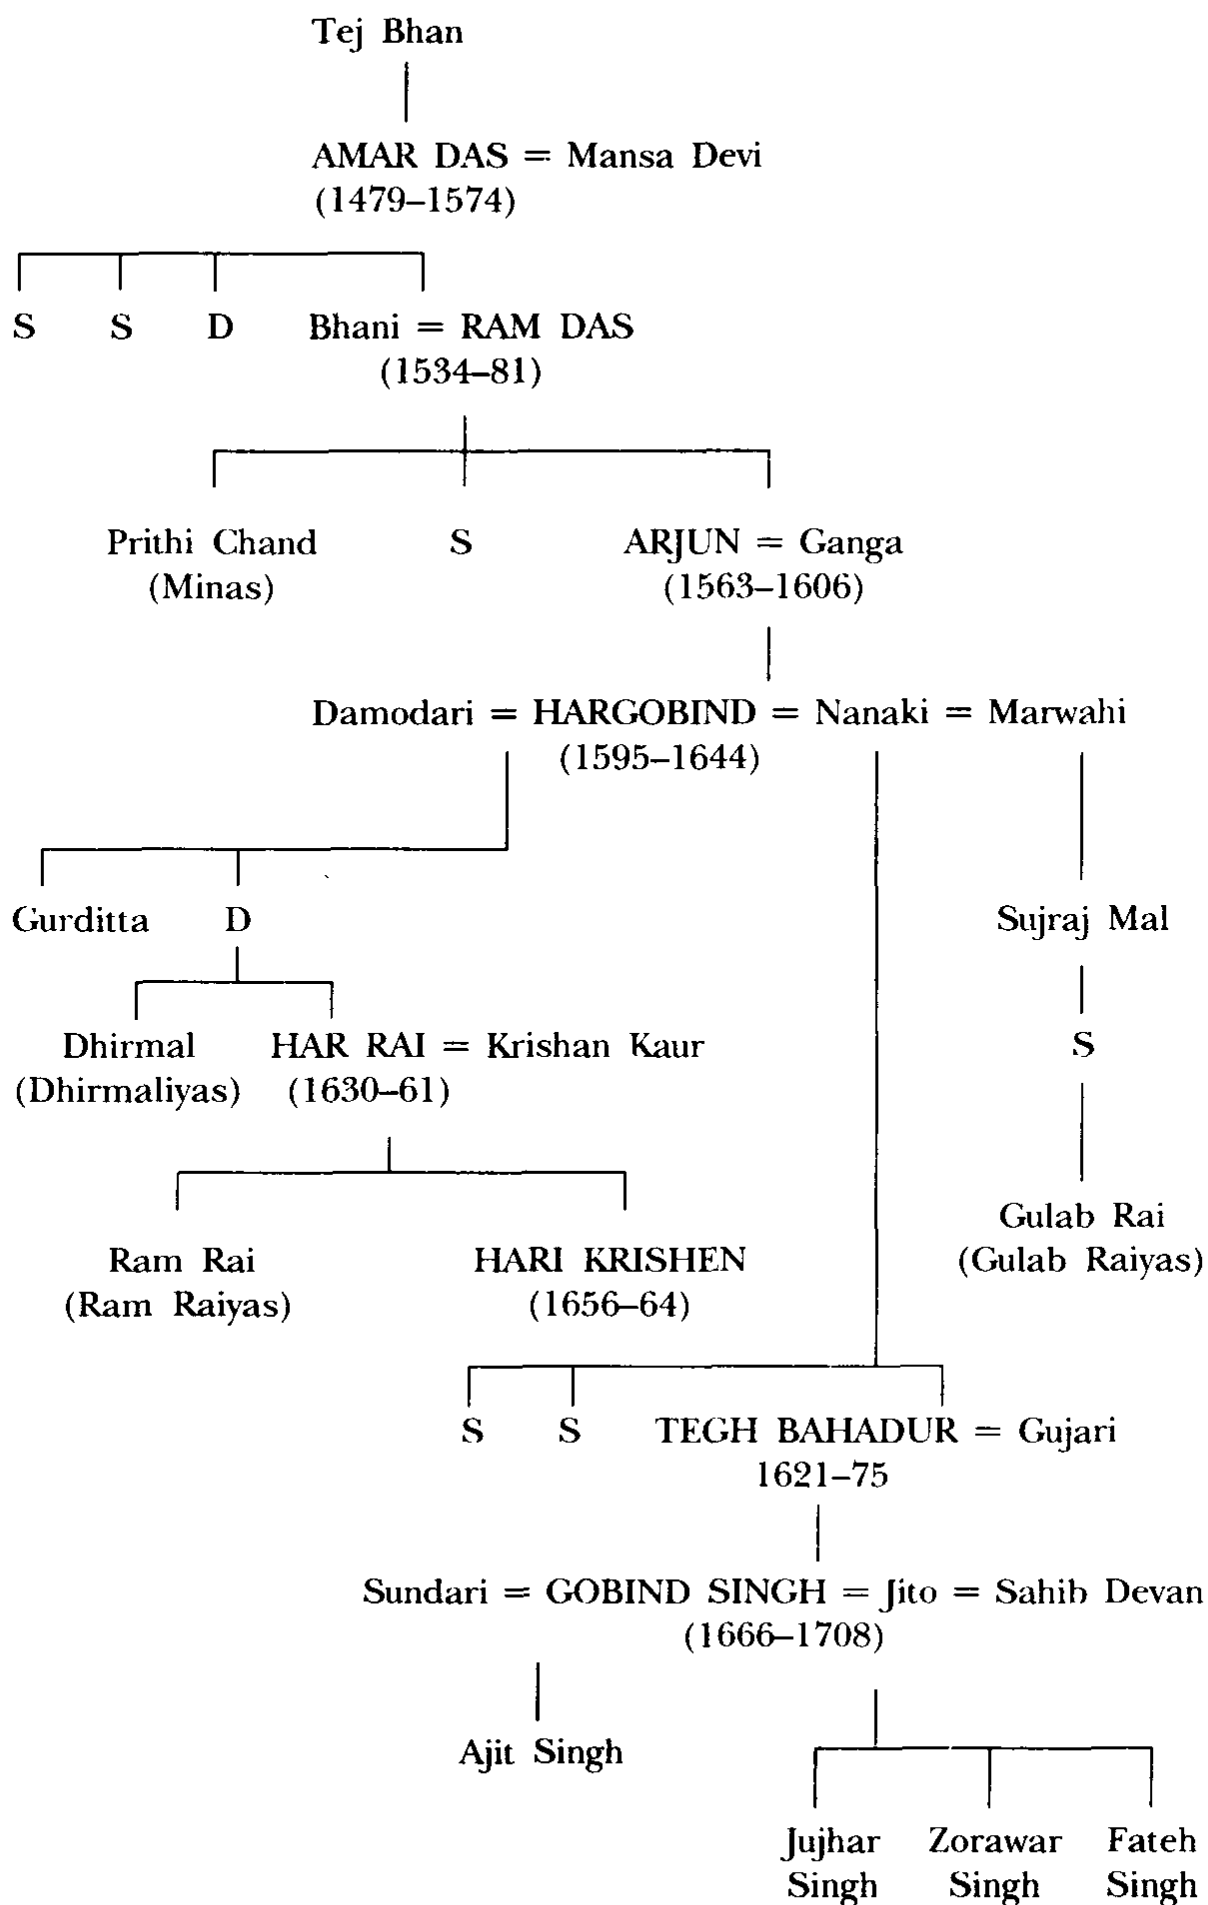 Tej Bhan
AMAR DAS = Mansa Devi
(1479–1574)
S S D Bhani = RAM DAS
(1534–81)
Prithi Chand S ARJUN = Ganga
(Minas) (1563–1606)
Damodari = HARGOBIND = Nanaki = Marwahi
(1595–1644)
Gurditta D Sujraj Mal
Dhirmal HAR RAI = Krishan Kaur S
(Dhirmaliyas) (1630–61)
Gulab Rai
(Gulab Raiyas)
Ram Rai HARI KRISHEN
(Ram Raiyas) (1656–64)
S S TEGH BAHADUR = Gujari
1621–75
Sundari = GOBIND SINGH = Jito = Sahib Devan
(1666–1708)
Ajit Singh
Jujhar Zorawar Fateh
Singh Singh Singh